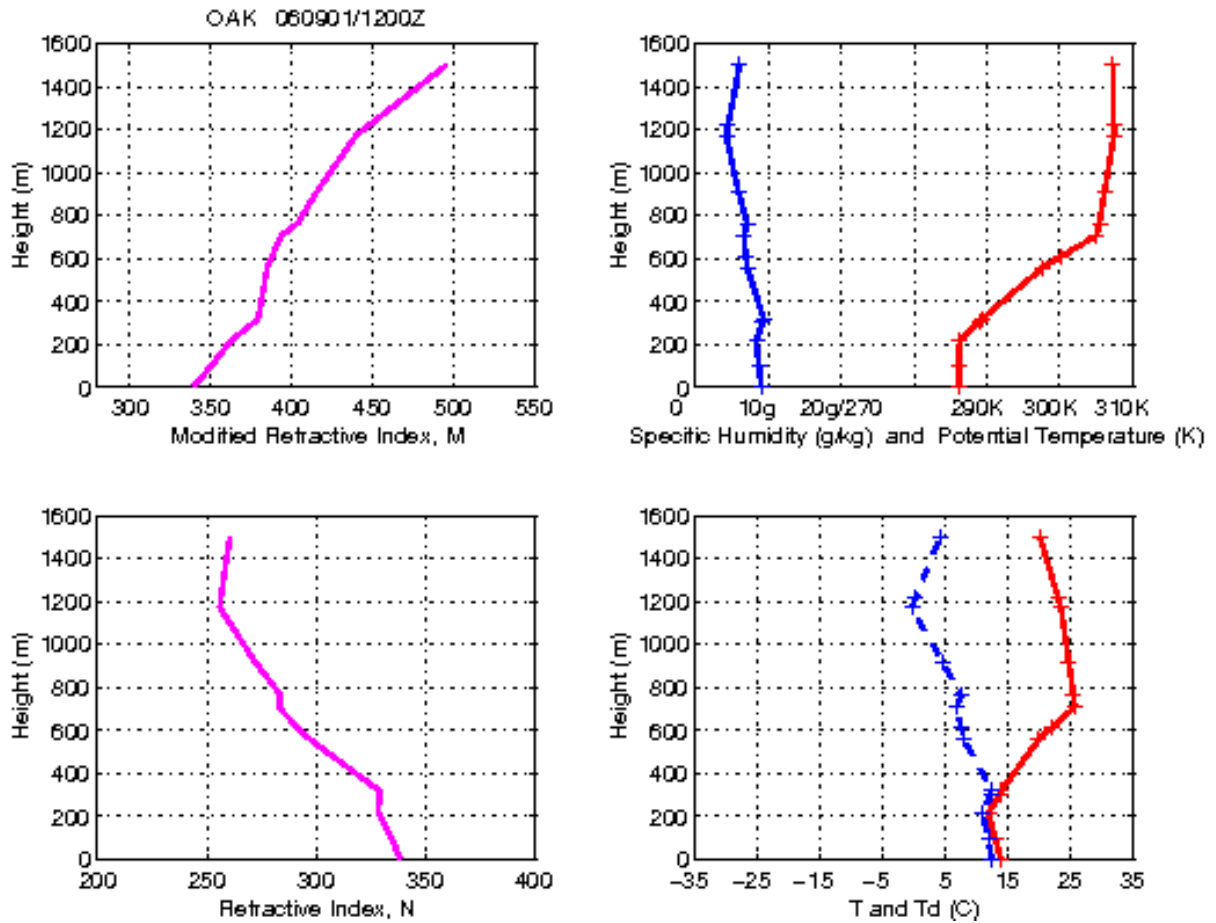 OAK 060901/1200Z
1600
1400
1200
1000
800
600
400
200
0
Height (m)
300 350 400 450 500 550
Modified Refractive Index, M
1600
1400
1200
1000
800
600
400
200
0
Height (m)
0 10g 20g/270 290K 300K 310K
Specific Humidity (g/kg) and Potential Temperature (K)
1600
1400
1200
1000
800
600
400
200
0
Height (m)
200 250 300 350 400
Refractive Index, N
1600
1400
1200
1000
800
600
400
200
0
Height (m)
−35 −25 −15 −5 5 15 25 35
T and Td (C)